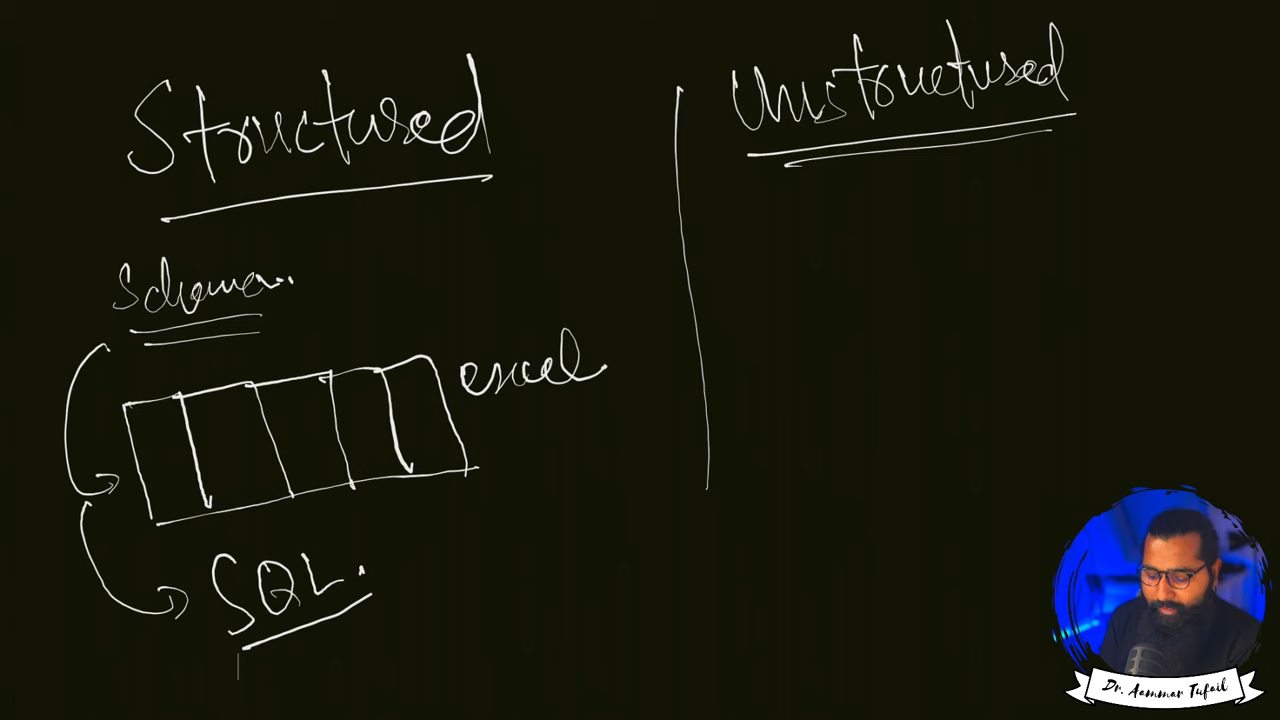 Structured
Unstructured
Schema..
excel
SQL.
Dr. Aammar Tufail